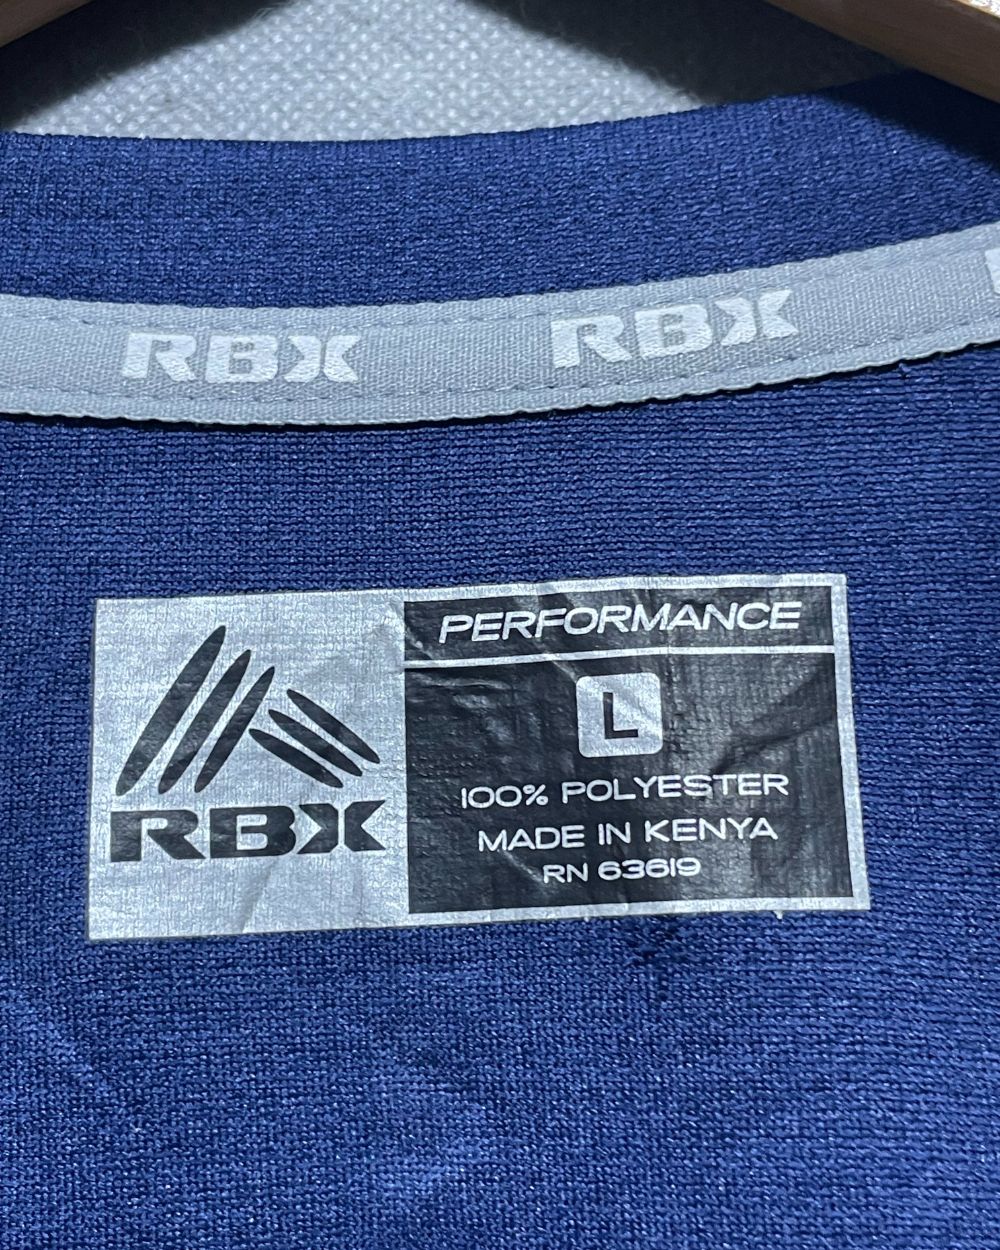 RBX RBX
PERFORMANCE
L
100% POLYESTER
MADE IN KENYA
RN 63619
RBX